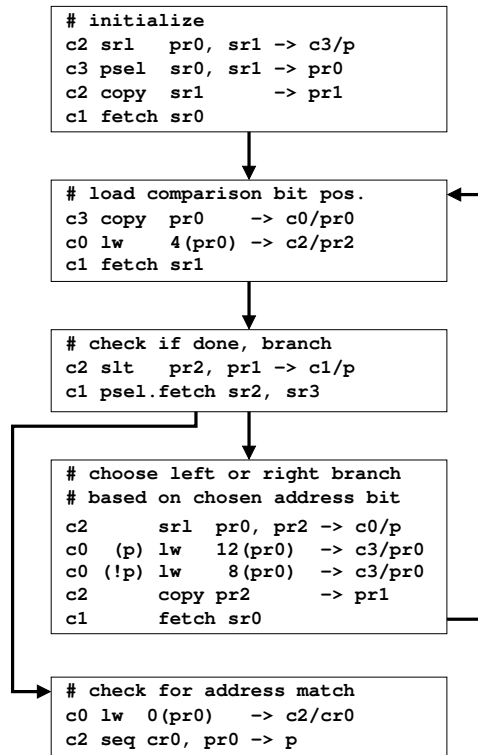 # initialize
c2 srl pr0, sr1 -> c3/p
c3 psel sr0, sr1 -> pr0
c2 copy sr1 -> pr1
c1 fetch sr0
# load comparison bit pos.
c3 copy pr0 -> c0/pr0
c0 lw 4(pr0) -> c2/pr2
c1 fetch sr1
# check if done, branch
c2 slt pr2, pr1 -> c1/p
c1 psel.fetch sr2, sr3
# choose left or right branch
# based on chosen address bit
c2 srl pr0, pr2 -> c0/p
c0 (p) lw 12(pr0) -> c3/pr0
c0 (!p) lw 8(pr0) -> c3/pr0
c2 copy pr2 -> pr1
c1 fetch sr0
# check for address match
c0 lw 0(pr0) -> c2/cr0
c2 seq cr0, pr0 -> p